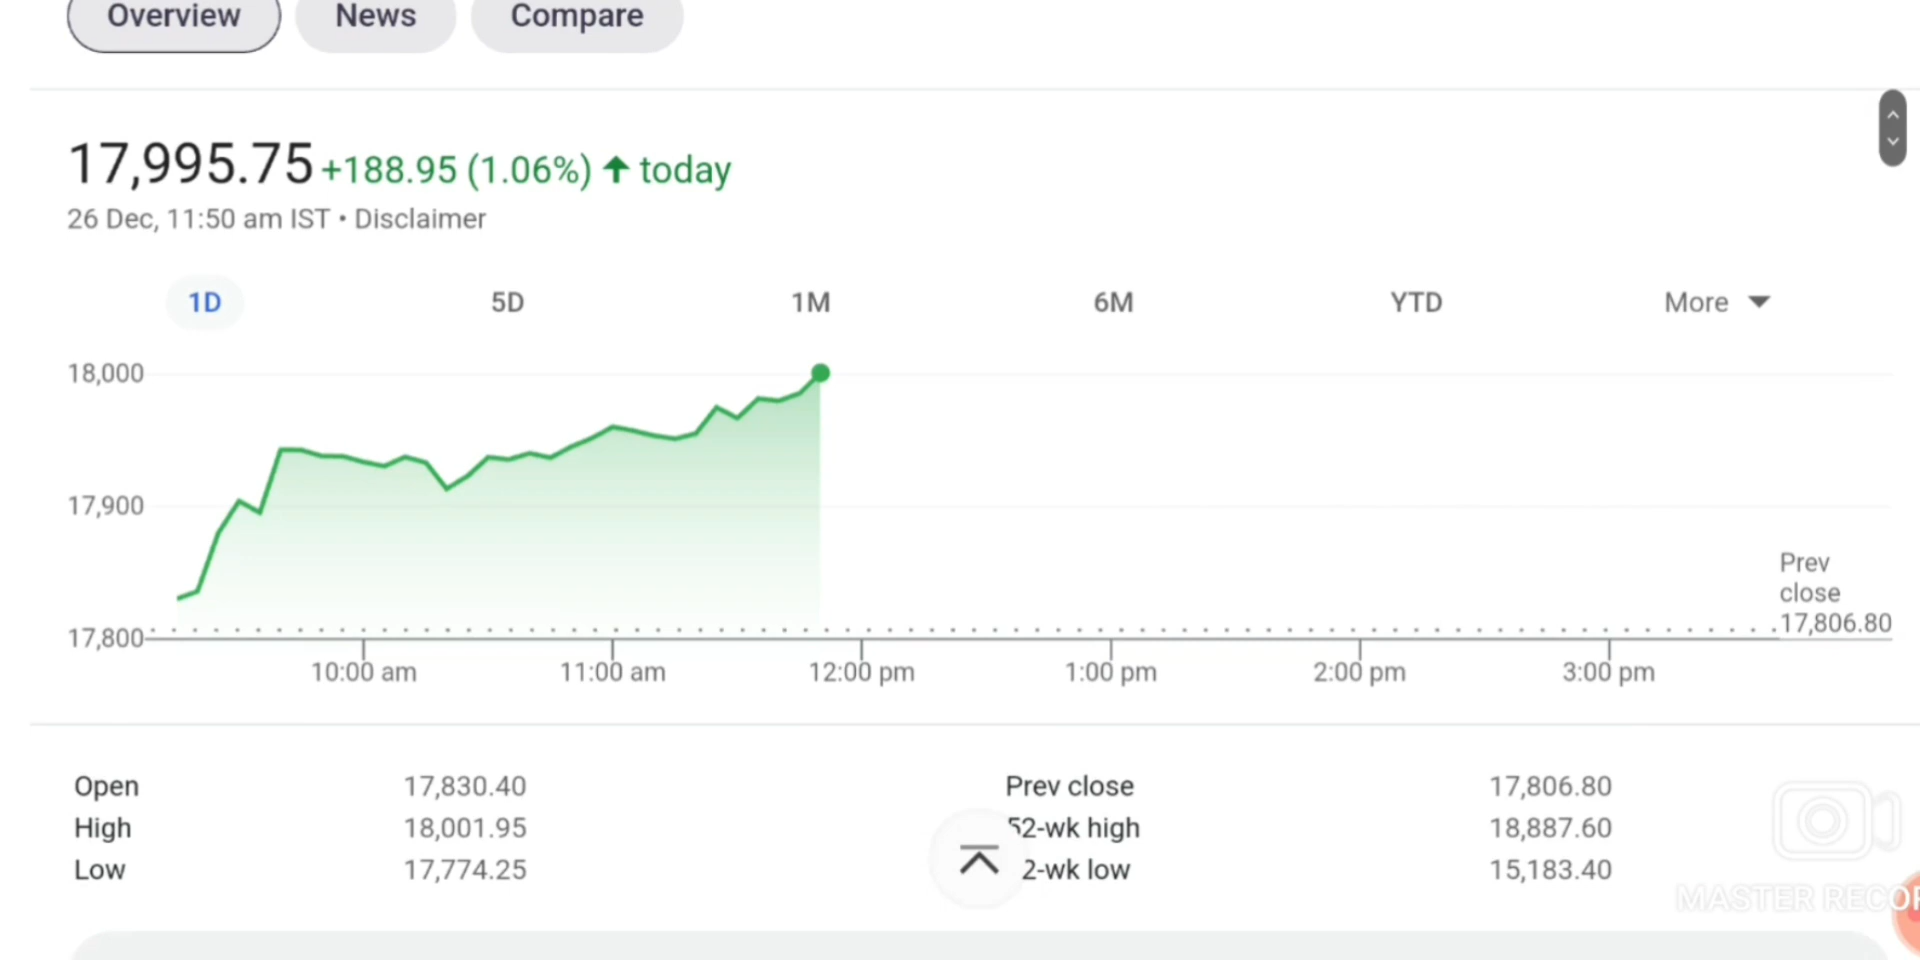 Overview News Compare
17,995.75 +188.95 (1.06%) ↑ today
26 Dec, 11:50 am IST • Disclaimer
1D 5D 1M 6M YTD More
18,000
17,900
Prev
close
17,806.80
17,800
10:00 am 11:00 am 12:00 pm 1:00 pm 2:00 pm 3:00 pm
Open 17,830.40 Prev close 17,806.80
High 18,001.95 52-wk high 18,887.60
Low 17,774.25 2-wk low 15,183.40
MASTER RECOR